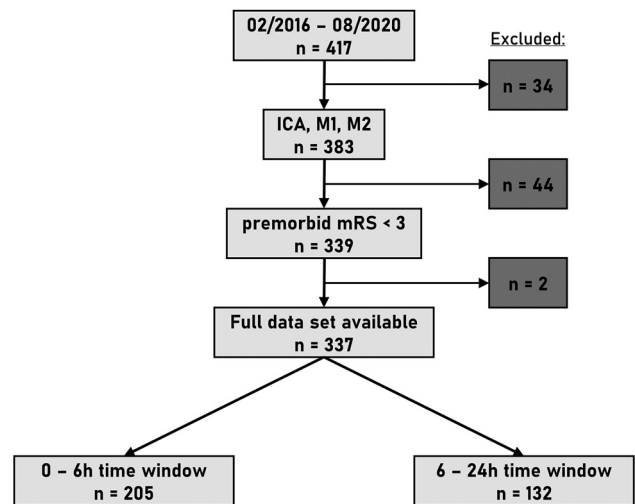 02/2016 – 08/2020
n = 417
Excluded:
n = 34
ICA, M1, M2
n = 383
n = 44
premorbid mRS < 3
n = 339
n = 2
Full data set available
n = 337
0 – 6h time window
n = 205
6 – 24h time window
n = 132